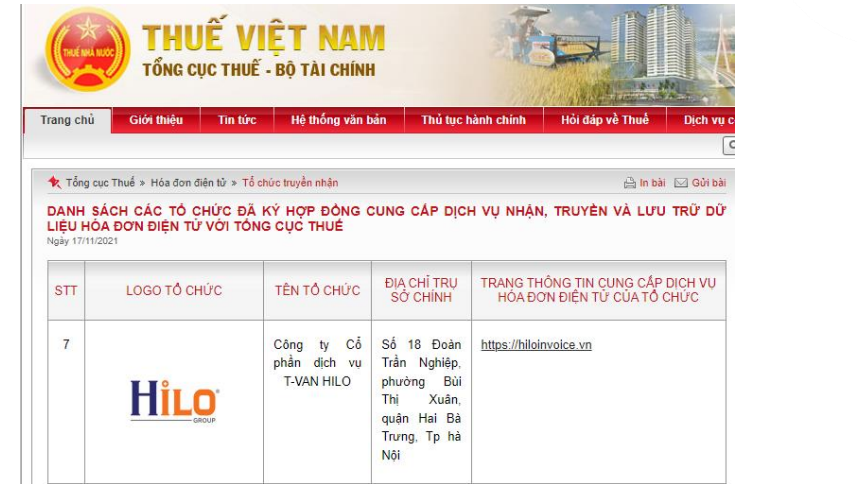 THUẾ NHÀ NƯỚC
THUẾ VIỆT NAM
TỔNG CỤC THUẾ - BỘ TÀI CHÍNH
Trang chủ Giới thiệu Tin tức Hệ thống văn bản Thủ tục hành chính Hỏi đáp về Thuế Dịch vụ c
Tổng cục Thuế » Hóa đơn điện tử » Tổ chức truyền nhận In bài Gửi bài
DANH SÁCH CÁC TỔ CHỨC ĐÃ KÝ HỢP ĐỒNG CUNG CẤP DỊCH VỤ NHẬN, TRUYỀN VÀ LƯU TRỮ DỮ
LIỆU HÓA ĐƠN ĐIỆN TỬ VỚI TỔNG CỤC THUẾ
Ngày 17/11/2021
STT
LOGO TỔ CHỨC
TÊN TỔ CHỨC
ĐỊA CHỈ TRỤ
SỞ CHÍNH
TRANG THÔNG TIN CUNG CẤP DỊCH VỤ
HÓA ĐƠN ĐIỆN TỬ CỦA TỔ CHỨC
7
HILO
GROUP
Công ty Cổ
phần dịch vụ
T-VAN HILO
Số 18 Đoàn
Trần Nghiệp,
phường Bùi
Thị Xuân,
quận Hai Bà
Trưng, Tp hà
Nội
https://hiloinvoice.vn